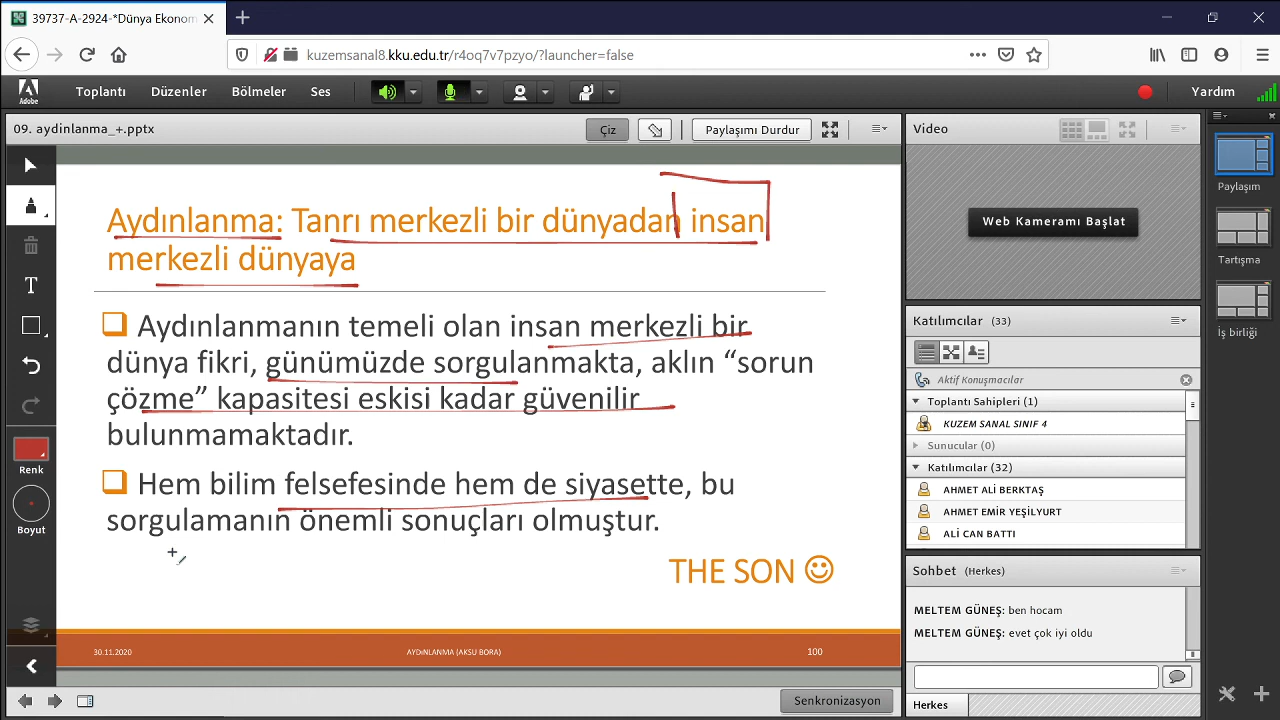 39737-A-2924-*Dünya Ekonom
kuzemsanal8.kku.edu.tr/r4oq7v7pzyo/?launcher=false
Adobe
Toplantı Düzenler Bölmeler Ses Yardım
09. aydinlanma_+.pptx
Çiz
Paylaşımı Durdur
Aydınlanma: Tanrı merkezli bir dünyadan insan
merkezli dünyaya
Aydınlanmanın temeli olan insan merkezli bir
dünya fikri, günümüzde sorgulanmakta, aklın “sorun
çözme” kapasitesi eskisi kadar güvenilir
bulunmamaktadır.
Hem bilim felsefesinde hem de siyasette, bu
sorgulamanın önemli sonuçları olmuştur.
THE SON ☺
30.11.2020 AYDıNLANMA (AKSU BORA) 100
T
Renk
Boyut
Senkronizasyon
Video
Web Kameramı Başlat
Katılımcılar (33)
Aktif Konuşmacılar
Toplantı Sahipleri (1)
KUZEM SANAL SINIF 4
Sunucular (0)
Katılımcılar (32)
AHMET ALİ BERKTAŞ
AHMET EMİR YEŞİLYURT
ALİ CAN BATTI
Sohbet (Herkes)
MELTEM GÜNEŞ: ben hocam
MELTEM GÜNEŞ: evet çok iyi oldu
Herkes
Paylaşım
Tartışma
İş birliği